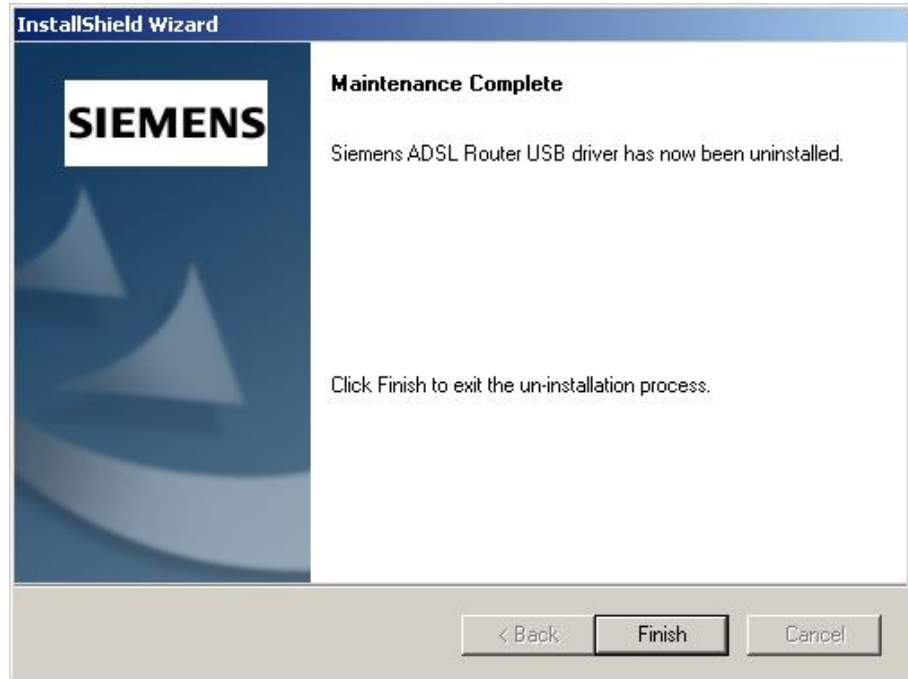 InstallShield Wizard
SIEMENS
Maintenance Complete
Siemens ADSL Router USB driver has now been uninstalled.
Click Finish to exit the un-installation process.
< Back Finish Cancel